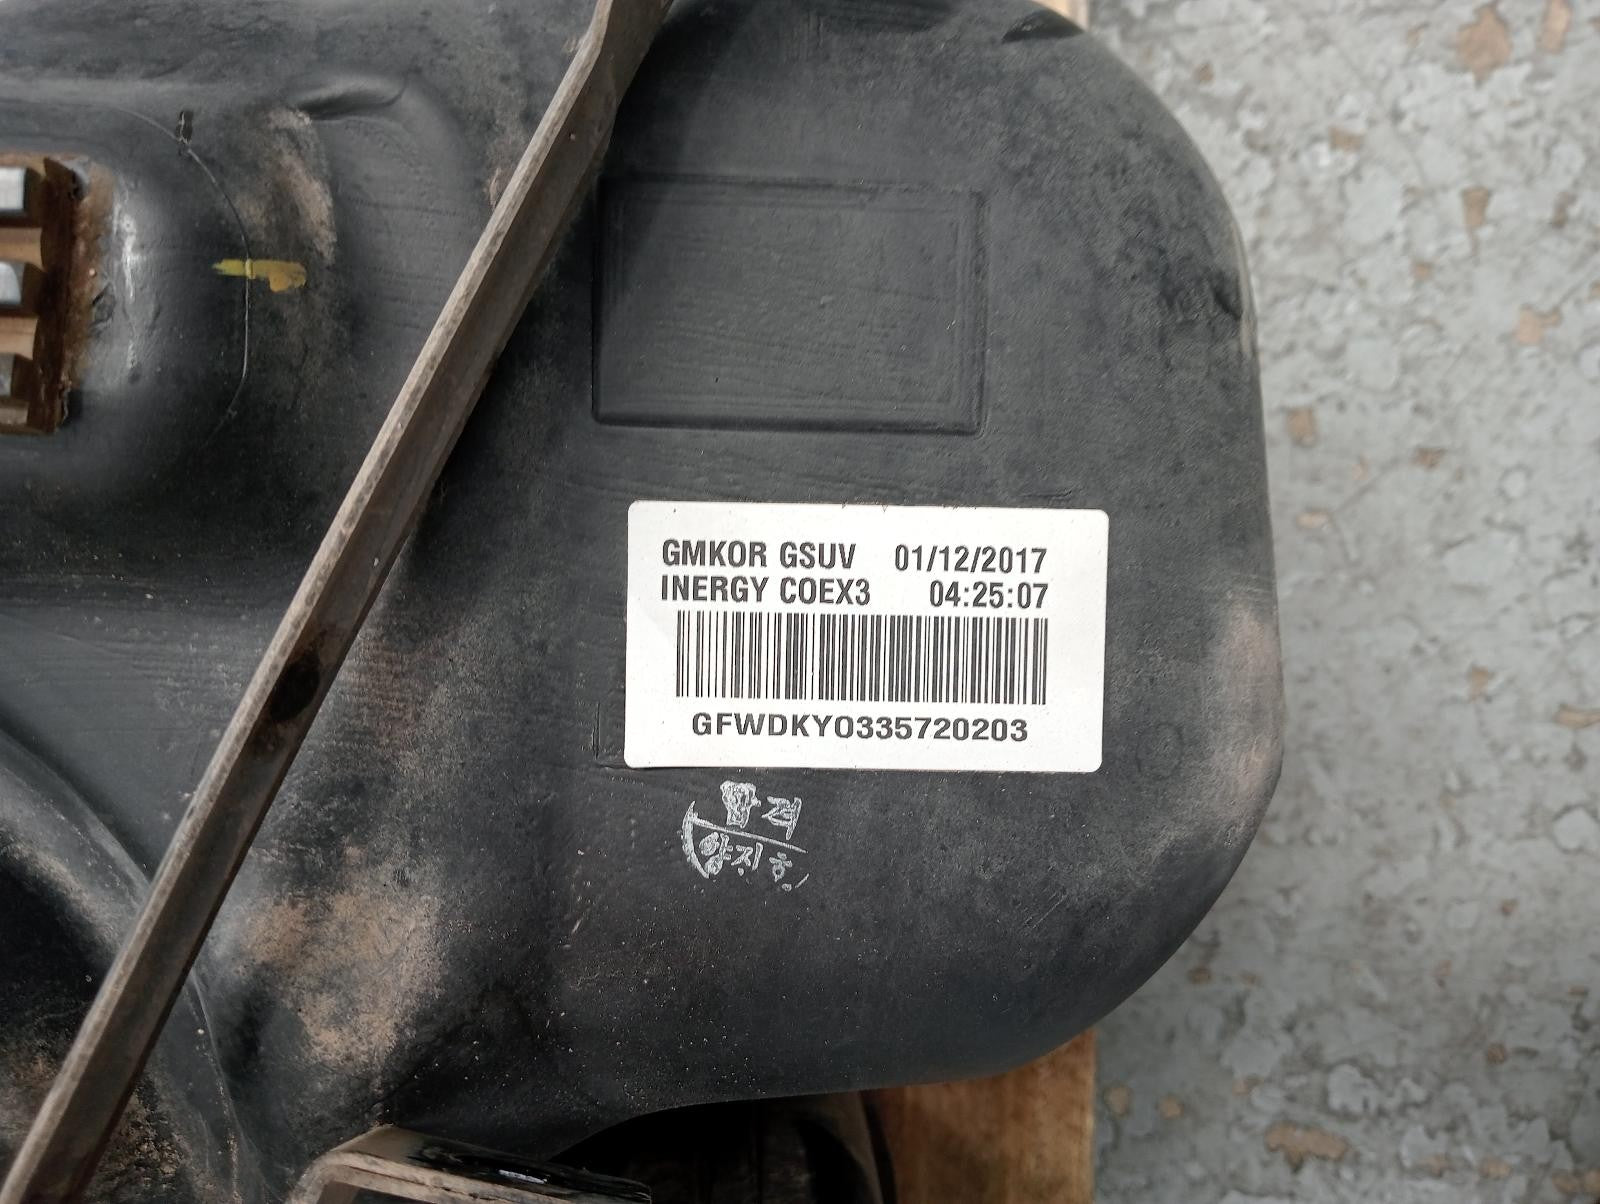 GMKOR GSUV 01/12/2017
INERGY COEX3 04:25:07
GFWDKY0335720203
합격